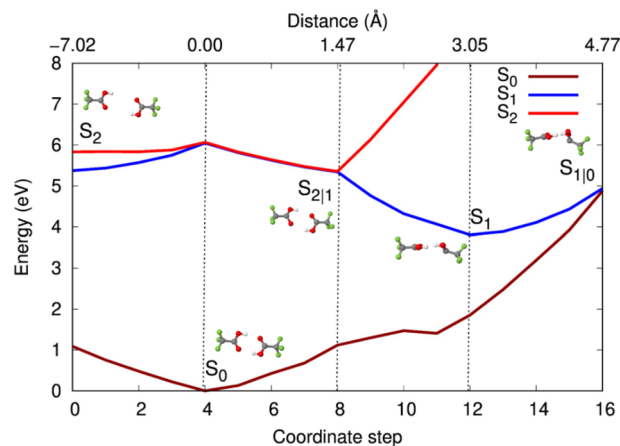 Distance (Å)
−7.02 0.00 1.47 3.05 4.77
8
7
6
5
4
3
2
1
0
Energy (eV)
S₀
S₁
S₂
S₂
S₁|₀
S₂|₁
S₁
S₀
0 2 4 6 8 10 12 14 16
Coordinate step